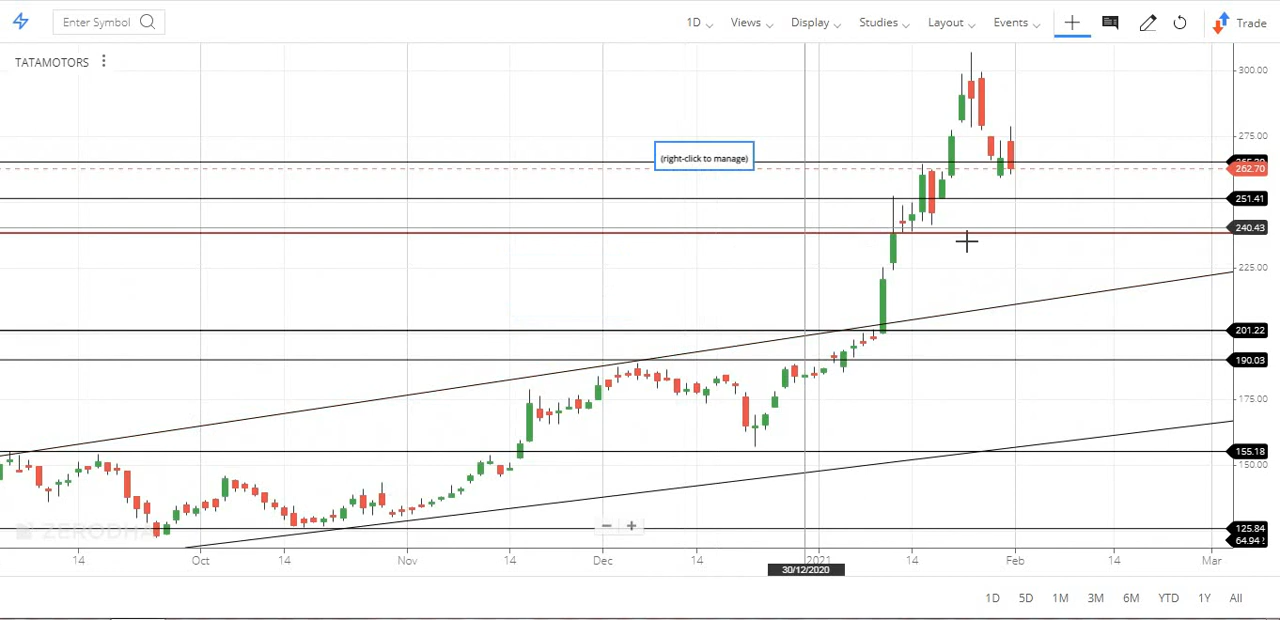 Enter Symbol 1D Views Display Studies Layout Events Trade
TATAMOTORS
300.00
275.00
(right-click to manage)
262.70
251.41
240.43
225.00
201.22
190.03
175.00
155.18
150.00
ZERODHA
125.84
64.94
14 Oct 14 Nov 14 Dec 14 2021 14 Feb 14 Mar
30/12/2020
1D 5D 1M 3M 6M YTD 1Y All